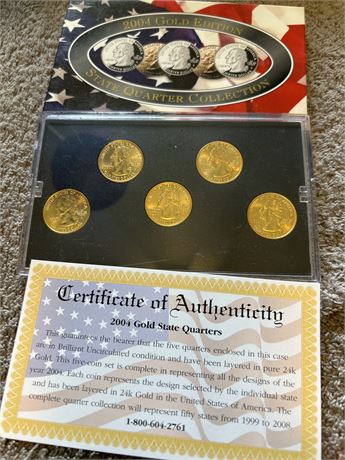 2004 GOLD EDITION
STATE QUARTER COLLECTION
Certificate of Authenticity
2004 Gold State Quarters
This guarantees the bearer that the five quarters enclosed in this case
are in Brilliant Uncirculated condition and have been layered in pure 24k
Gold. This five-coin set is complete in representing all the designs of the
year 2004. Each coin represents the design selected by the individual state
and has been layered in 24k Gold in the United States of America. The
complete quarter collection will represent fifty states from 1999 to 2008.
1-800-604-2761